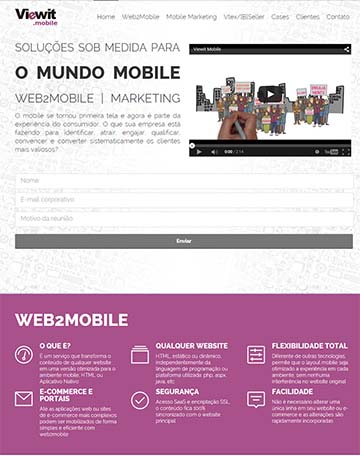 Viewit
.mobile
Home Web2Mobile Mobile Marketing Vtex/IBISeller Cases Clientes Contato
SOLUÇÕES SOB MEDIDA PARA
O MUNDO MOBILE
WEB2MOBILE | MARKETING
O mobile se tornou primeira tela e agora é parte da
experiência do consumidor. O que sua empresa está
fazendo para identificar, atrair, engajar, qualificar,
convencer e converter sistematicamente os clientes
mais valiosos?
Viewit Mobile
0:00 / 2:14
YouTube
Nome
E-mail corporativo
Motivo da reunião
Enviar
WEB2MOBILE
O QUE E?
É um serviço que transforma o
conteúdo de qualquer website
em uma versão otimizada para o
ambiente mobile, HTML ou
Aplicativo Nativo
QUALQUER WEBSITE
HTML, estático ou dinâmico,
independentemente da
linguagem de programação ou
plataforma utilizada: php, aspx,
java, etc
FLEXIBILIDADE TOTAL
Diferente de outras tecnologias,
permite que o layout mobile seja
otimizado a experiência em cada
ambiente, sem nenhuma
interferência no website original
E-COMMERCE E
PORTAIS
Até as aplicações web ou sites
de e-commerce mais complexos
podem ser mobilizados de forma
simples e eficiente com
web2mobile
SEGURANÇA
Acesso SaaS e encriptação SSL,
o conteúdo fica 100%
sincronizado com o website
principal
FACILIDADE
Não é necessário alterar uma
única linha em seu website ou e-
commerce e as alterações são
rapidamente incorporadas